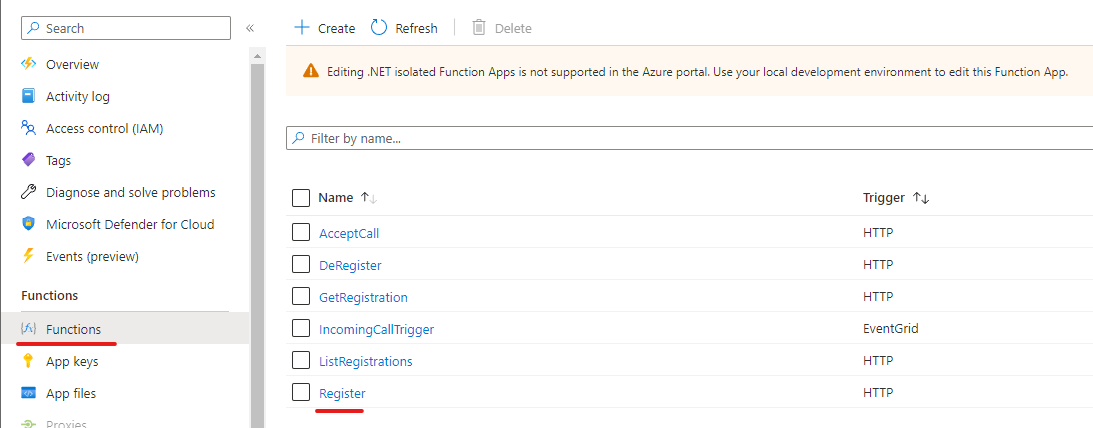 Search
«
Overview
Activity log
Access control (IAM)
Tags
Diagnose and solve problems
Microsoft Defender for Cloud
Events (preview)
Functions
Functions
App keys
App files
Proxies
Create Refresh Delete
Editing .NET isolated Function Apps is not supported in the Azure portal. Use your local development environment to edit this Function App.
Filter by name...
Name ↑↓ Trigger ↑↓
AcceptCall HTTP
DeRegister HTTP
GetRegistration HTTP
IncomingCallTrigger EventGrid
ListRegistrations HTTP
Register HTTP